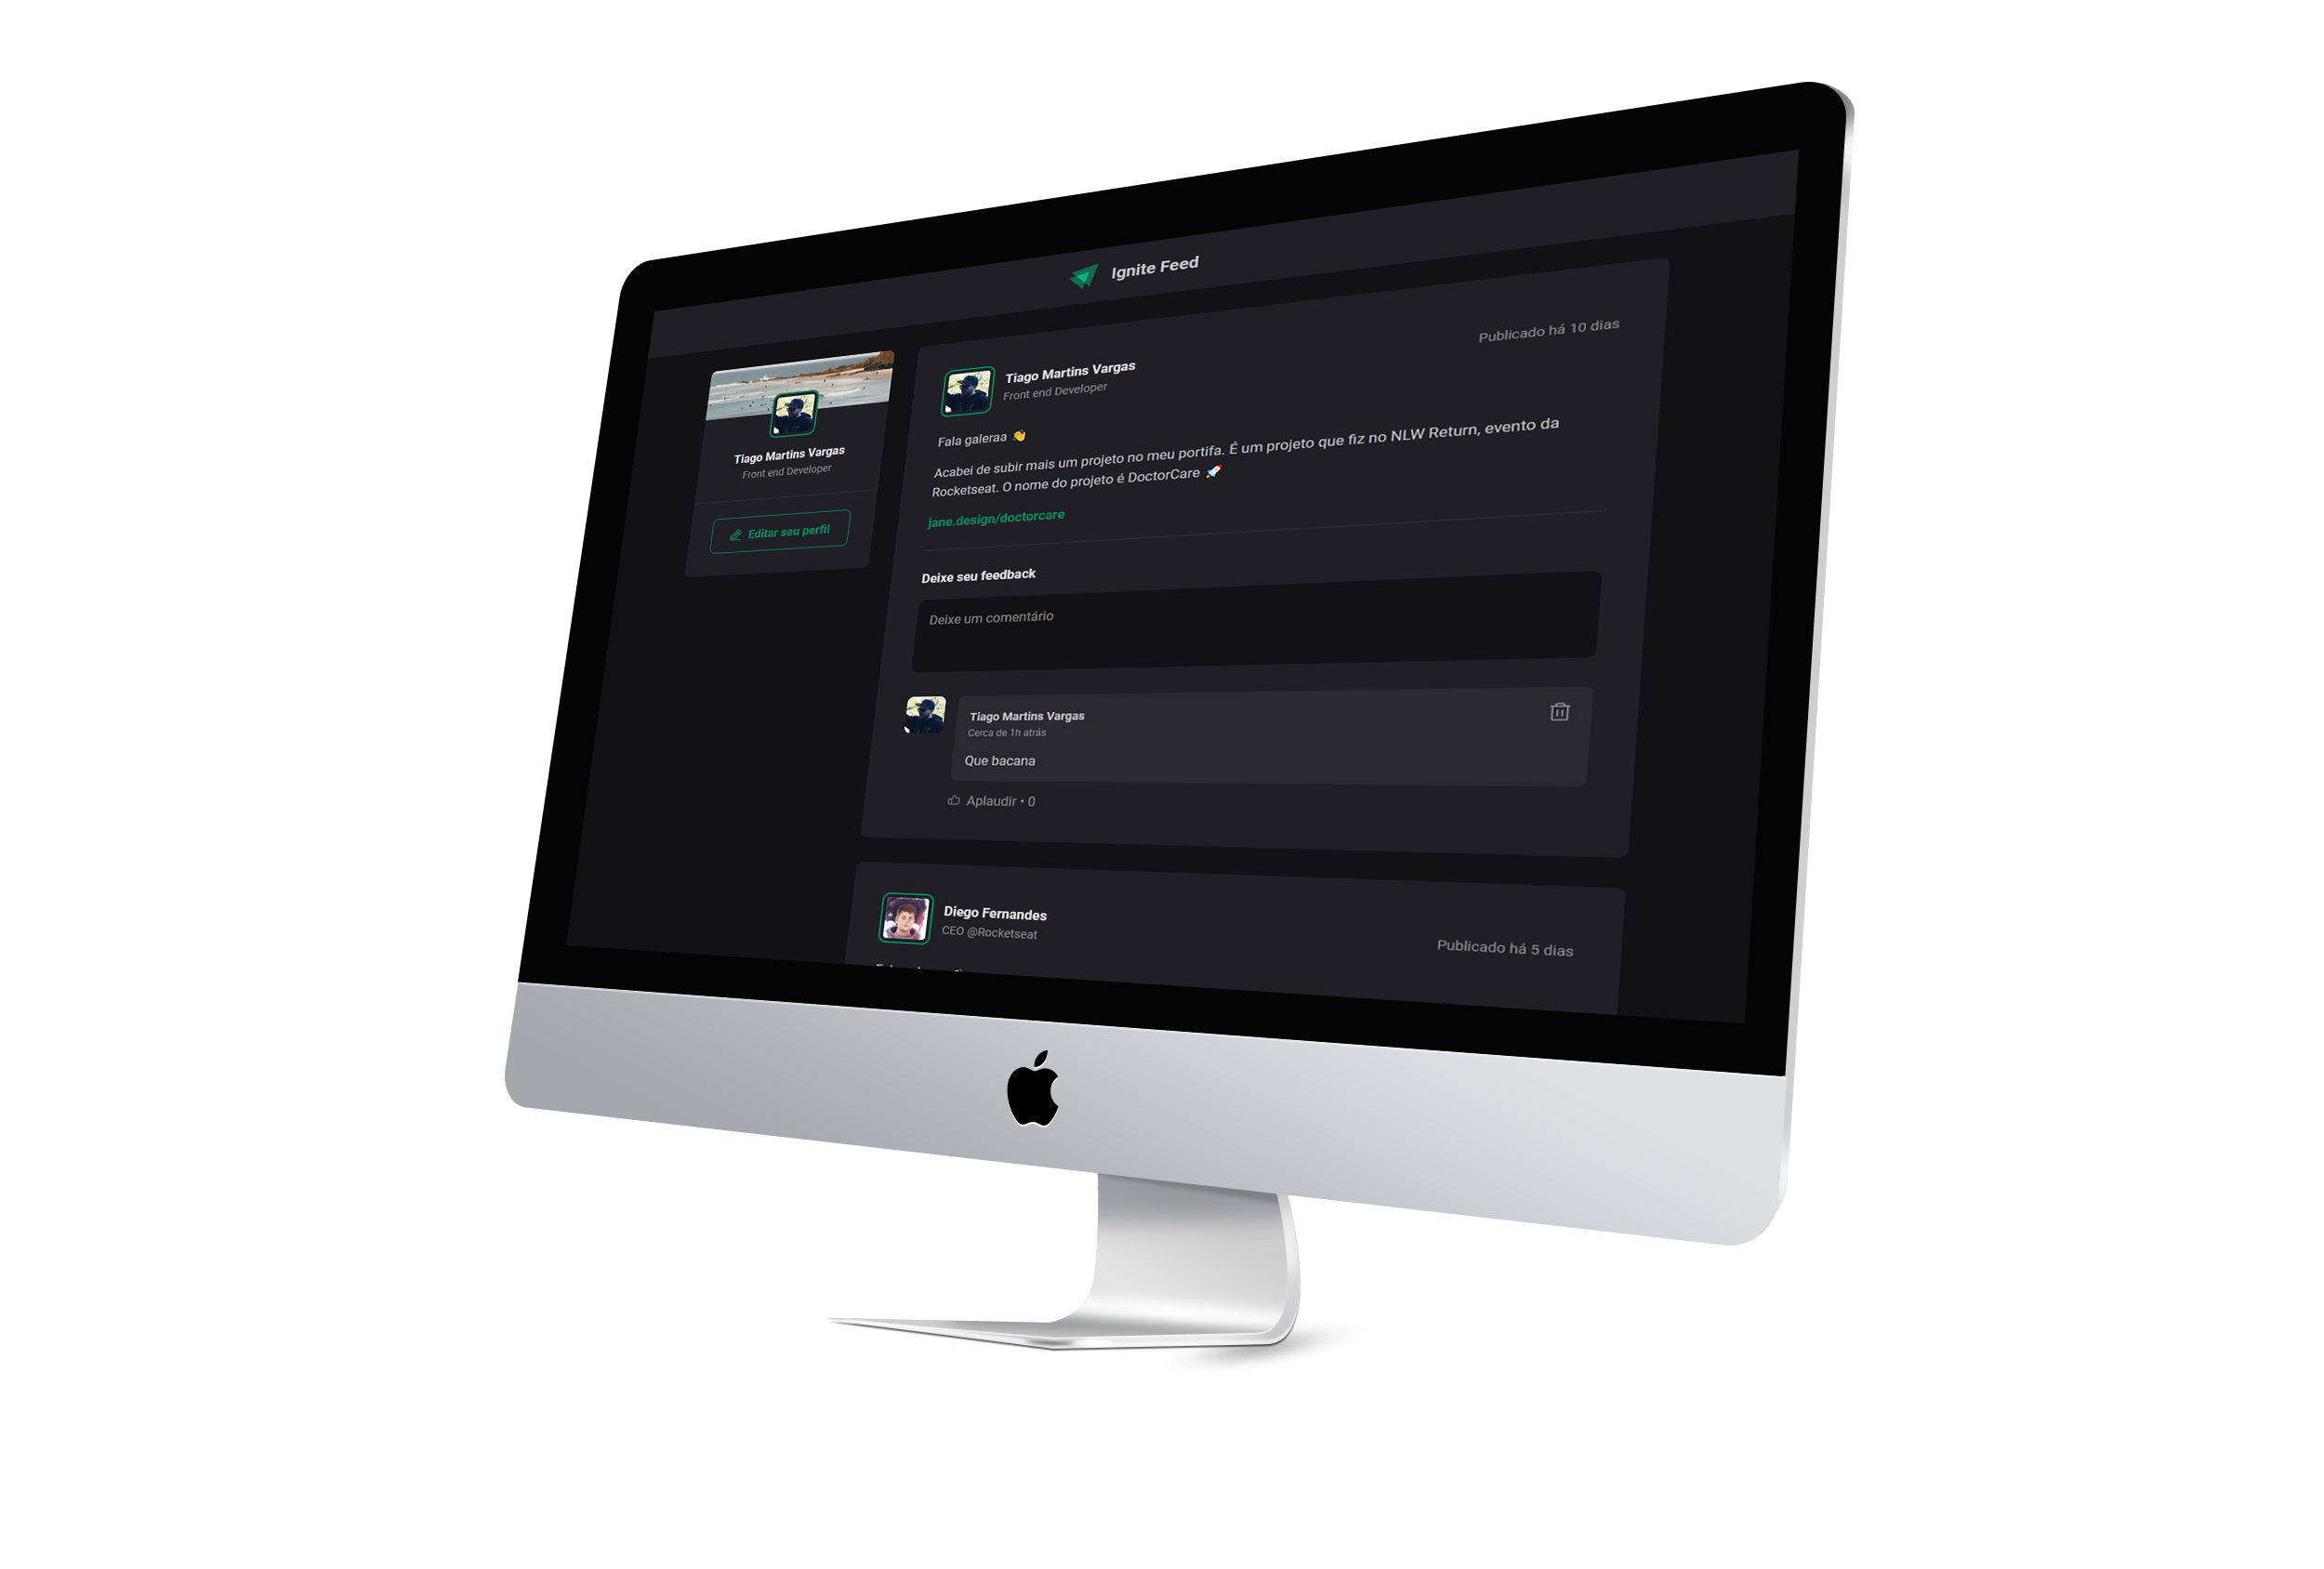 Ignite Feed
Tiago Martins Vargas
Front end Developer
Editar seu perfil
Tiago Martins Vargas
Front end Developer
Publicado há 10 dias
Fala galeraa 👋
Acabei de subir mais um projeto no meu portifa. É um projeto que fiz no NLW Return, evento da
Rocketseat. O nome do projeto é DoctorCare 🚀
jane.design/doctorcare
Deixe seu feedback
Deixe um comentário
Tiago Martins Vargas
Cerca de 1h atrás
Que bacana
Aplaudir • 0
Diego Fernandes
CEO @Rocketseat
Publicado há 5 dias